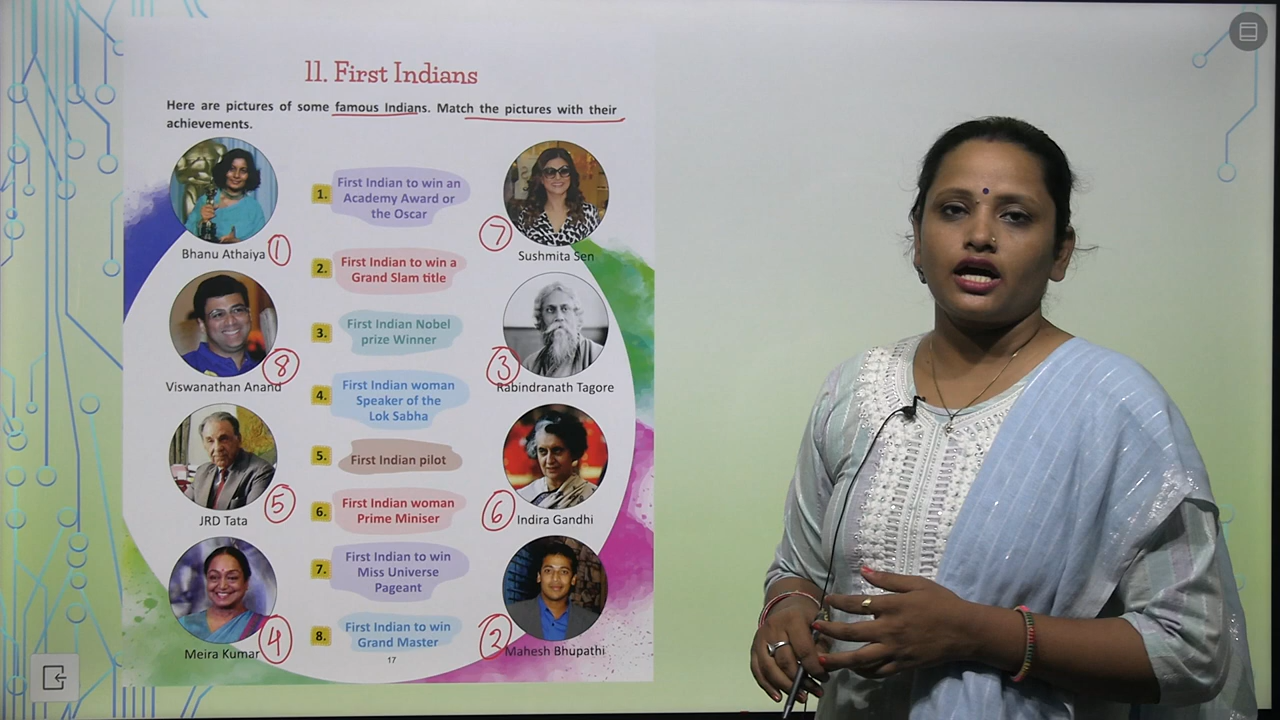 11. First Indians
Here are pictures of some famous Indians. Match the pictures with their
achievements.
Bhanu Athaiya
1
Viswanathan Anand
8
JRD Tata
5
Meira Kumar
4
1. First Indian to win an
Academy Award or
the Oscar
2. First Indian to win a
Grand Slam title
3. First Indian Nobel
prize Winner
4. First Indian woman
Speaker of the
Lok Sabha
5. First Indian pilot
6. First Indian woman
Prime Miniser
7. First Indian to win
Miss Universe
Pageant
8. First Indian to win
Grand Master
7
Sushmita Sen
3
Rabindranath Tagore
6
Indira Gandhi
2
Mahesh Bhupathi
17